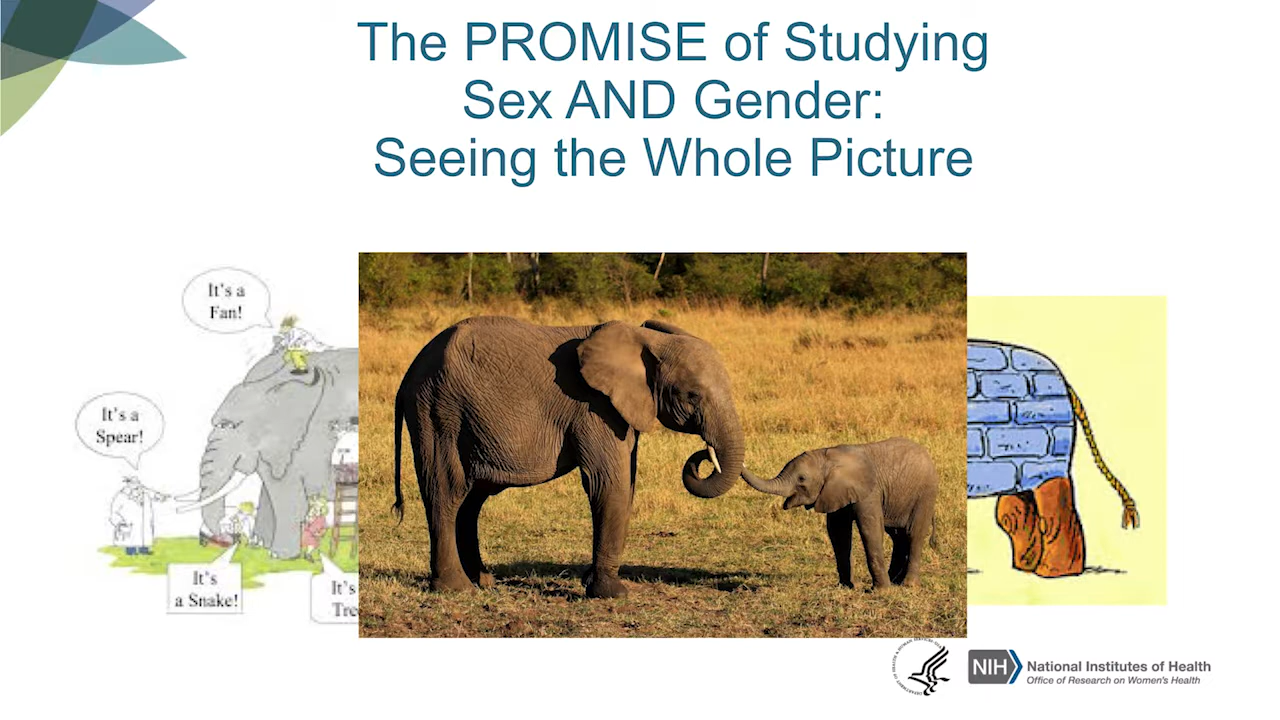 The PROMISE of Studying
Sex AND Gender:
Seeing the Whole Picture
It's a
Fan!
It's a
Spear!
It's
a Snake!
It's
Tre
NIH
National Institutes of Health
Office of Research on Women's Health